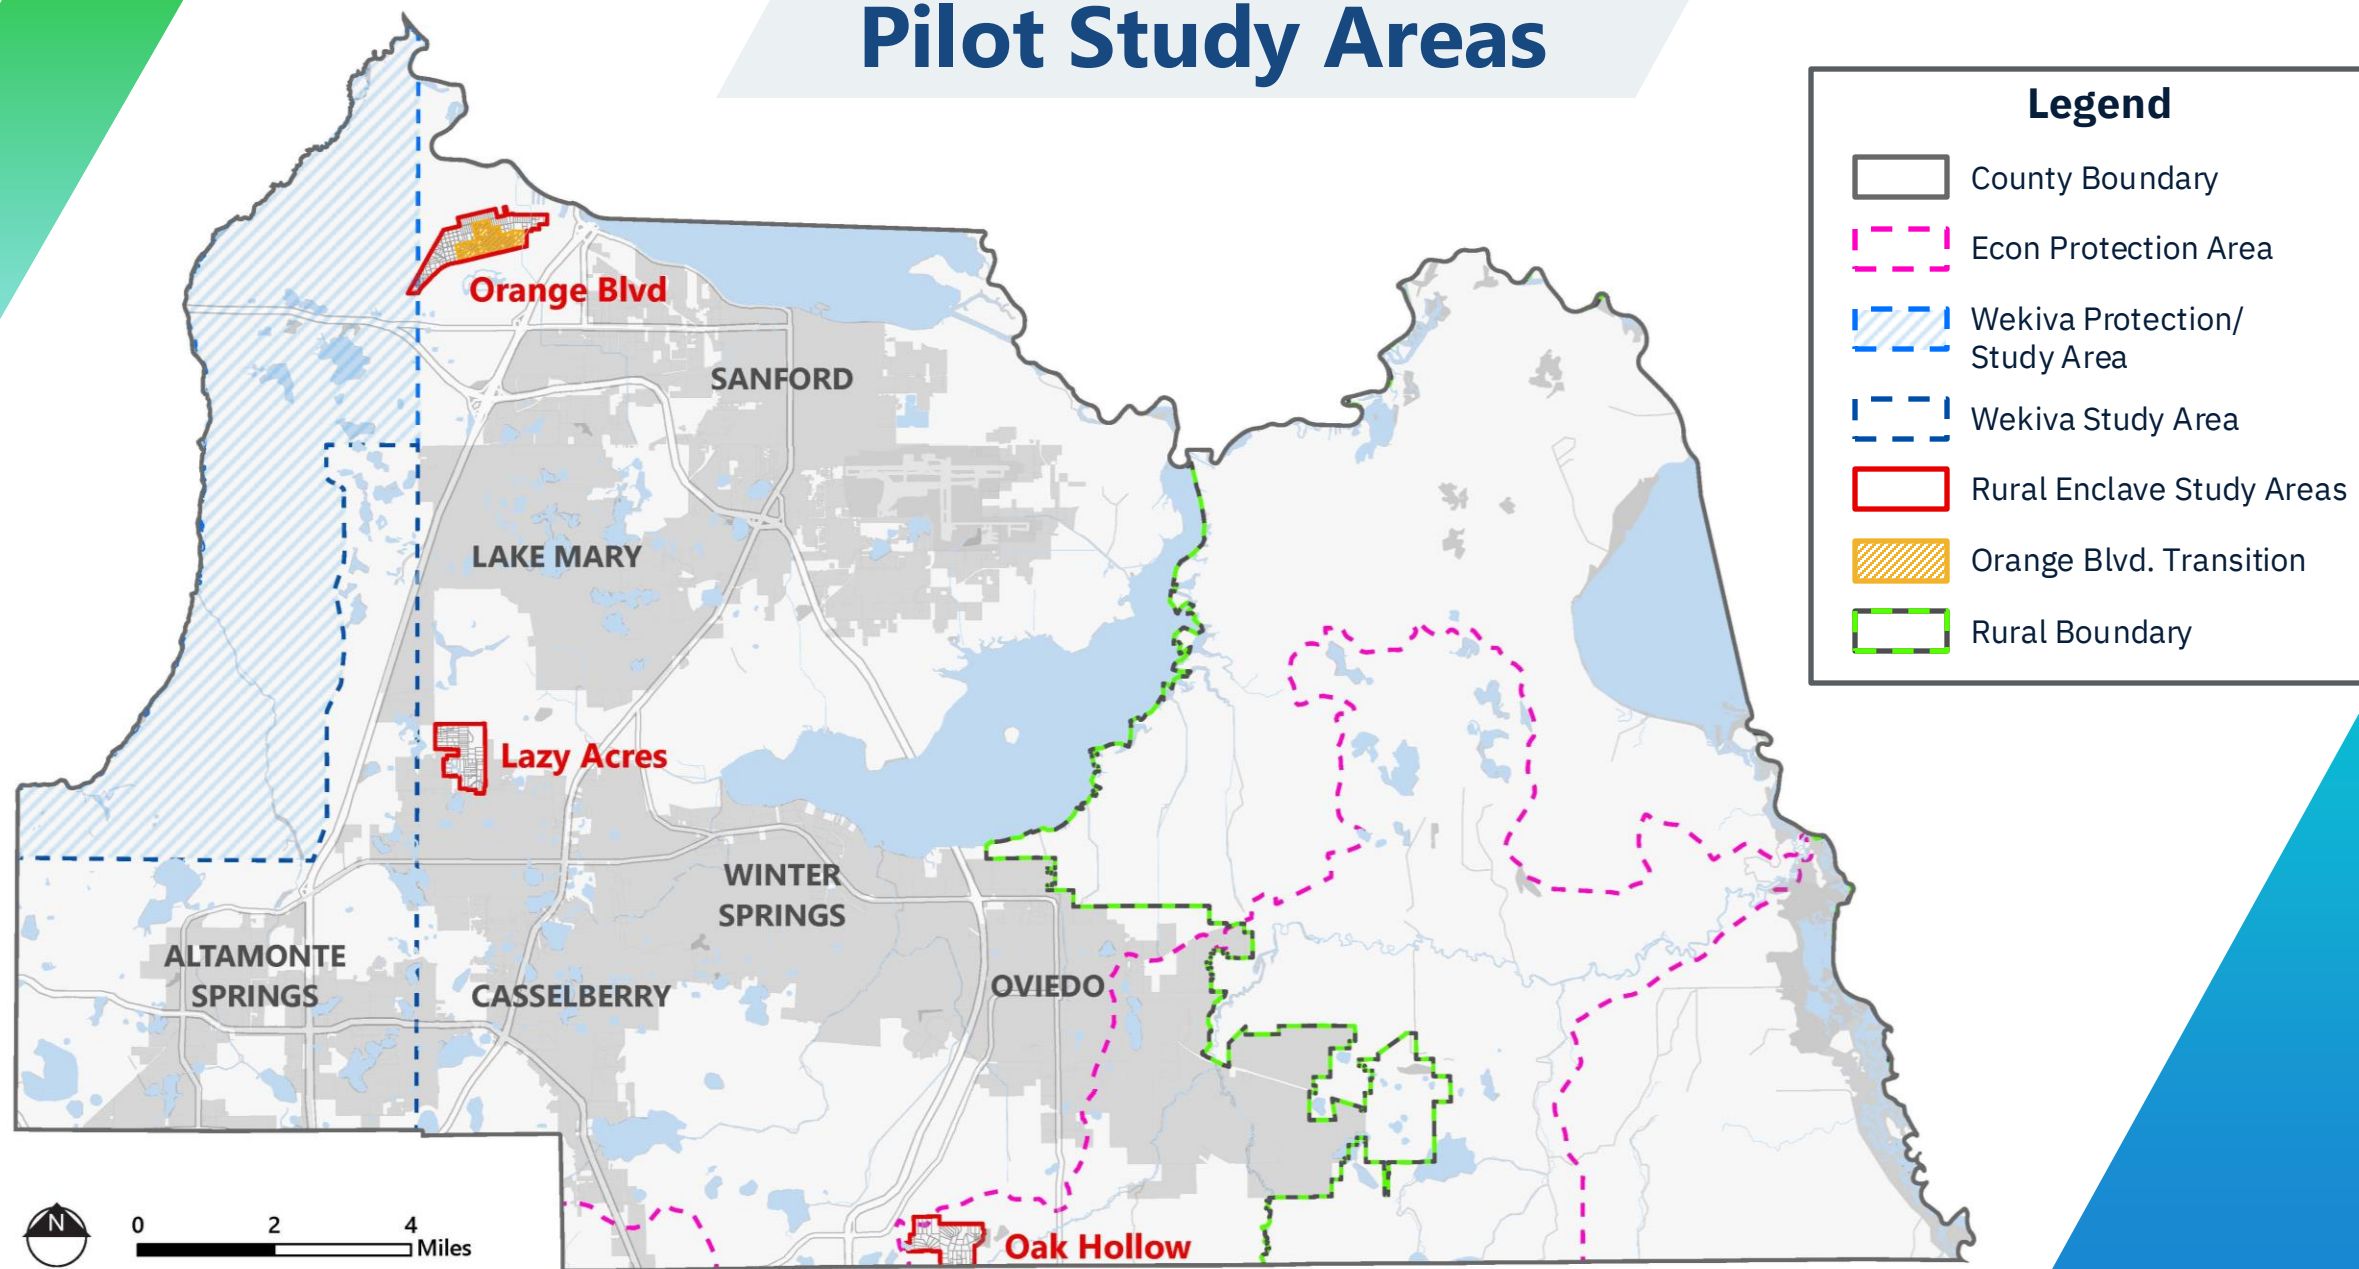 Pilot Study Areas
Legend
County Boundary
Econ Protection Area
Wekiva Protection/
Study Area
Wekiva Study Area
Rural Enclave Study Areas
Orange Blvd. Transition
Rural Boundary
Orange Blvd
SANFORD
LAKE MARY
Lazy Acres
WINTER
SPRINGS
ALTAMONTE
SPRINGS
CASSELBERRY
OVIEDO
Oak Hollow
N
0 2 4
Miles